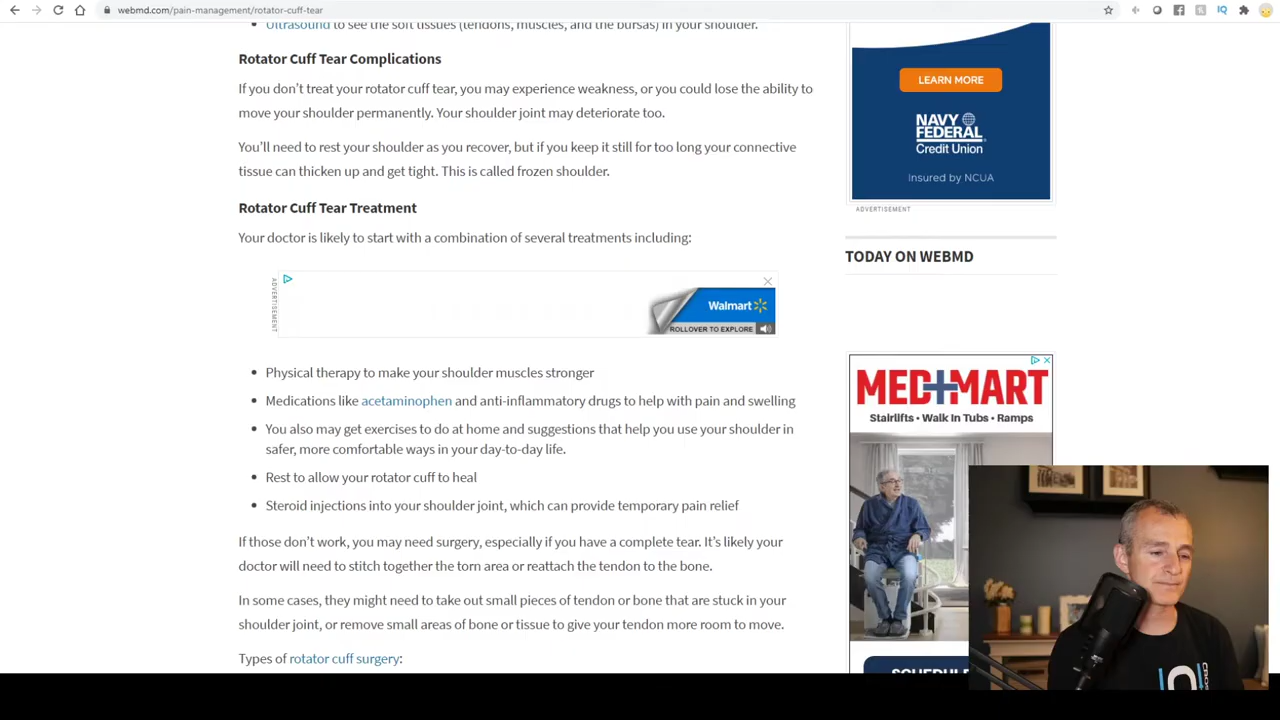 webmd.com/pain-management/rotator-cuff-tear
Ultrasound to see the soft tissues (tendons, muscles, and the bursas) in your shoulder.
Rotator Cuff Tear Complications
If you don't treat your rotator cuff tear, you may experience weakness, or you could lose the ability to
move your shoulder permanently. Your shoulder joint may deteriorate too.
You'll need to rest your shoulder as you recover, but if you keep it still for too long your connective
tissue can thicken up and get tight. This is called frozen shoulder.
Rotator Cuff Tear Treatment
Your doctor is likely to start with a combination of several treatments including:
ADVERTISEMENT
Walmart
ROLLOVER TO EXPLORE
Physical therapy to make your shoulder muscles stronger
Medications like acetaminophen and anti-inflammatory drugs to help with pain and swelling
You also may get exercises to do at home and suggestions that help you use your shoulder in
safer, more comfortable ways in your day-to-day life.
Rest to allow your rotator cuff to heal
Steroid injections into your shoulder joint, which can provide temporary pain relief
If those don't work, you may need surgery, especially if you have a complete tear. It's likely your
doctor will need to stitch together the torn area or reattach the tendon to the bone.
In some cases, they might need to take out small pieces of tendon or bone that are stuck in your
shoulder joint, or remove small areas of bone or tissue to give your tendon more room to move.
Types of rotator cuff surgery:
LEARN MORE
NAVY
FEDERAL
Credit Union
Insured by NCUA
ADVERTISEMENT
TODAY ON WEBMD
MED+MART
Stairlifts • Walk In Tubs • Ramps
IQ